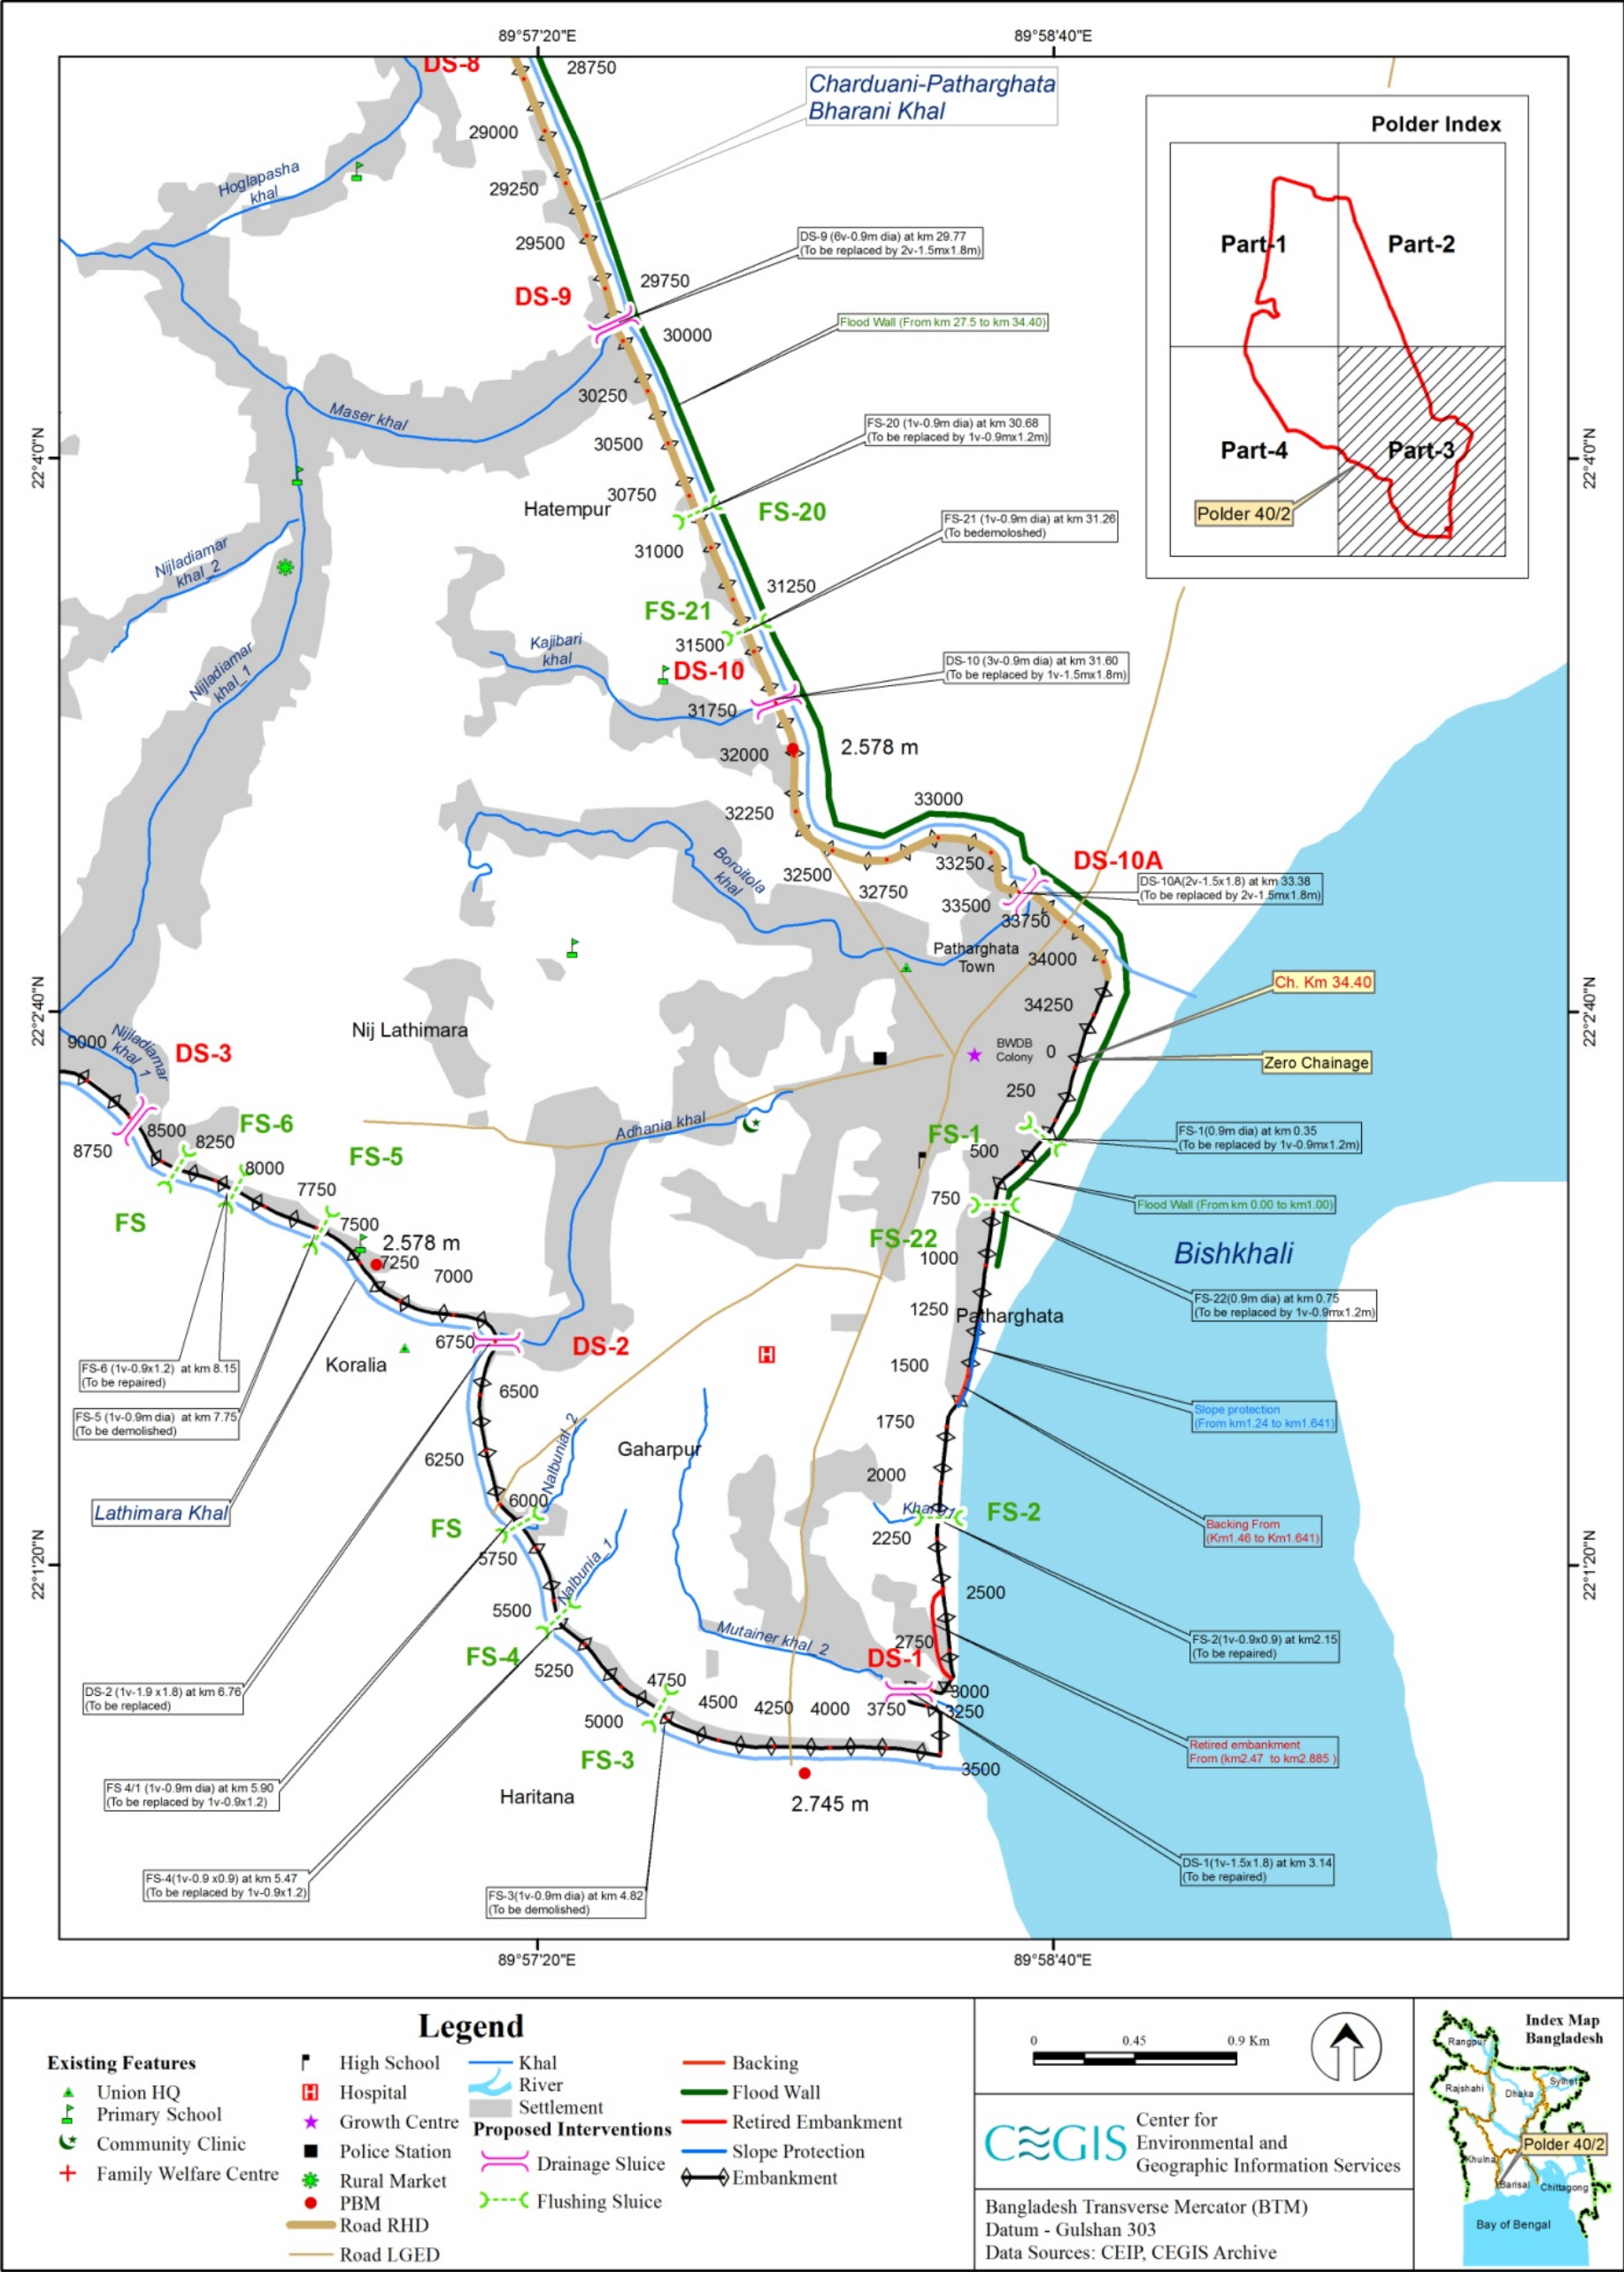 89°57'20"E
89°58'40"E
DS-8
28750
Charduani-Patharghata
Bharani Khal
Polder Index
29000
Hoglapasha
khal
29250
Part-1
Part-2
29500
DS-9 (6v-0.9m dia) at km 29.77
(To be replaced by 2v-1.5mx1.8m)
29750
DS-9
Flood Wall (From km 27.5 to km 34.40)
30000
30250
Maser khal
FS-20 (1v-0.9m dia) at km 30.68
(To be replaced by 1v-0.9mx1.2m)
30500
Part-4
Part-3
22°4'0"N
22°4'0"N
30750
Hatempur
FS-20
Polder 40/2
FS-21 (1v-0.9m dia) at km 31.26
(To bedemoloshed)
31000
Nijladiamar
khal_2
31250
FS-21
31500
Kajibari
khal
Nijladiamar
khal_1
DS-10
DS-10 (3v-0.9m dia) at km 31.60
(To be replaced by 1v-1.5mx1.8m)
31750
32000
2.578 m
33000
32250
33250
DS-10A
Boroitola
khal
32500
32750
DS-10A(2v-1.5x1.8) at km 33.38
(To be replaced by 2v-1.5mx1.8m)
33500
33750
Patharghata
Town
34000
Ch. Km 34.40
34250
22°2'40"N
22°2'40"N
Nij Lathimara
9000
Nijladiamar
khal_1
DS-3
BWDB
Colony
0
Zero Chainage
250
FS-6
8500
8250
8750
Adhania khal
FS-1
500
FS-1(0.9m dia) at km 0.35
(To be replaced by 1v-0.9mx1.2m)
FS-5
8000
7750
750
Flood Wall (From km 0.00 to km1.00)
FS
7500
2.578 m
7250
FS-22
1000
Bishkhali
7000
FS-22(0.9m dia) at km 0.75
(To be replaced by 1v-0.9mx1.2m)
1250
Patharghata
6750
DS-2
Koralia
1500
FS-6 (1v-0.9x1.2) at km 8.15
(To be repaired)
6500
Slope protection
(From km1.24 to km1.641)
FS-5 (1v-0.9m dia) at km 7.75
(To be demolished)
1750
Gaharpur
6250
Nalbunial_2
2000
Lathimara Khal
6000
FS
Khal
FS-2
Backing From
(Km1.46 to Km1.641)
2250
22°1'20"N
22°1'20"N
5750
Nalbunia_1
2500
5500
FS-2(1v-0.9x0.9) at km2.15
(To be repaired)
Mutainer khal_2
2750
FS-4
DS-1
5250
DS-2 (1v-1.9 x1.8) at km 6.76
(To be replaced)
4750
3000
4500
4250
4000
3750
3250
5000
Retired embankment
From (km2.47 to km2.885 )
FS-3
3500
FS 4/1 (1v-0.9m dia) at km 5.90
(To be replaced by 1v-0.9x1.2)
Haritana
2.745 m
DS-1(1v-1.5x1.8) at km 3.14
(To be repaired)
FS-4(1v-0.9 x0.9) at km 5.47
(To be replaced by 1v-0.9x1.2)
FS-3(1v-0.9m dia) at km 4.82
(To be demolished)
89°57'20"E
89°58'40"E
Legend
Existing Features
Union HQ
Primary School
Community Clinic
Family Welfare Centre
High School
Hospital
Growth Centre
Police Station
Rural Market
PBM
Road RHD
Road LGED
Khal
River
Settlement
Proposed Interventions
Drainage Sluice
Flushing Sluice
Backing
Flood Wall
Retired Embankment
Slope Protection
Embankment
0
0.45
0.9 Km
CEGIS
Center for
Environmental and
Geographic Information Services
Bangladesh Transverse Mercator (BTM)
Datum - Gulshan 303
Data Sources: CEIP, CEGIS Archive
Index Map
Bangladesh
Rangpur
Rajshahi
Dhaka
Sylhet
Polder 40/2
Khulna
Barisal
Chittagong
Bay of Bengal